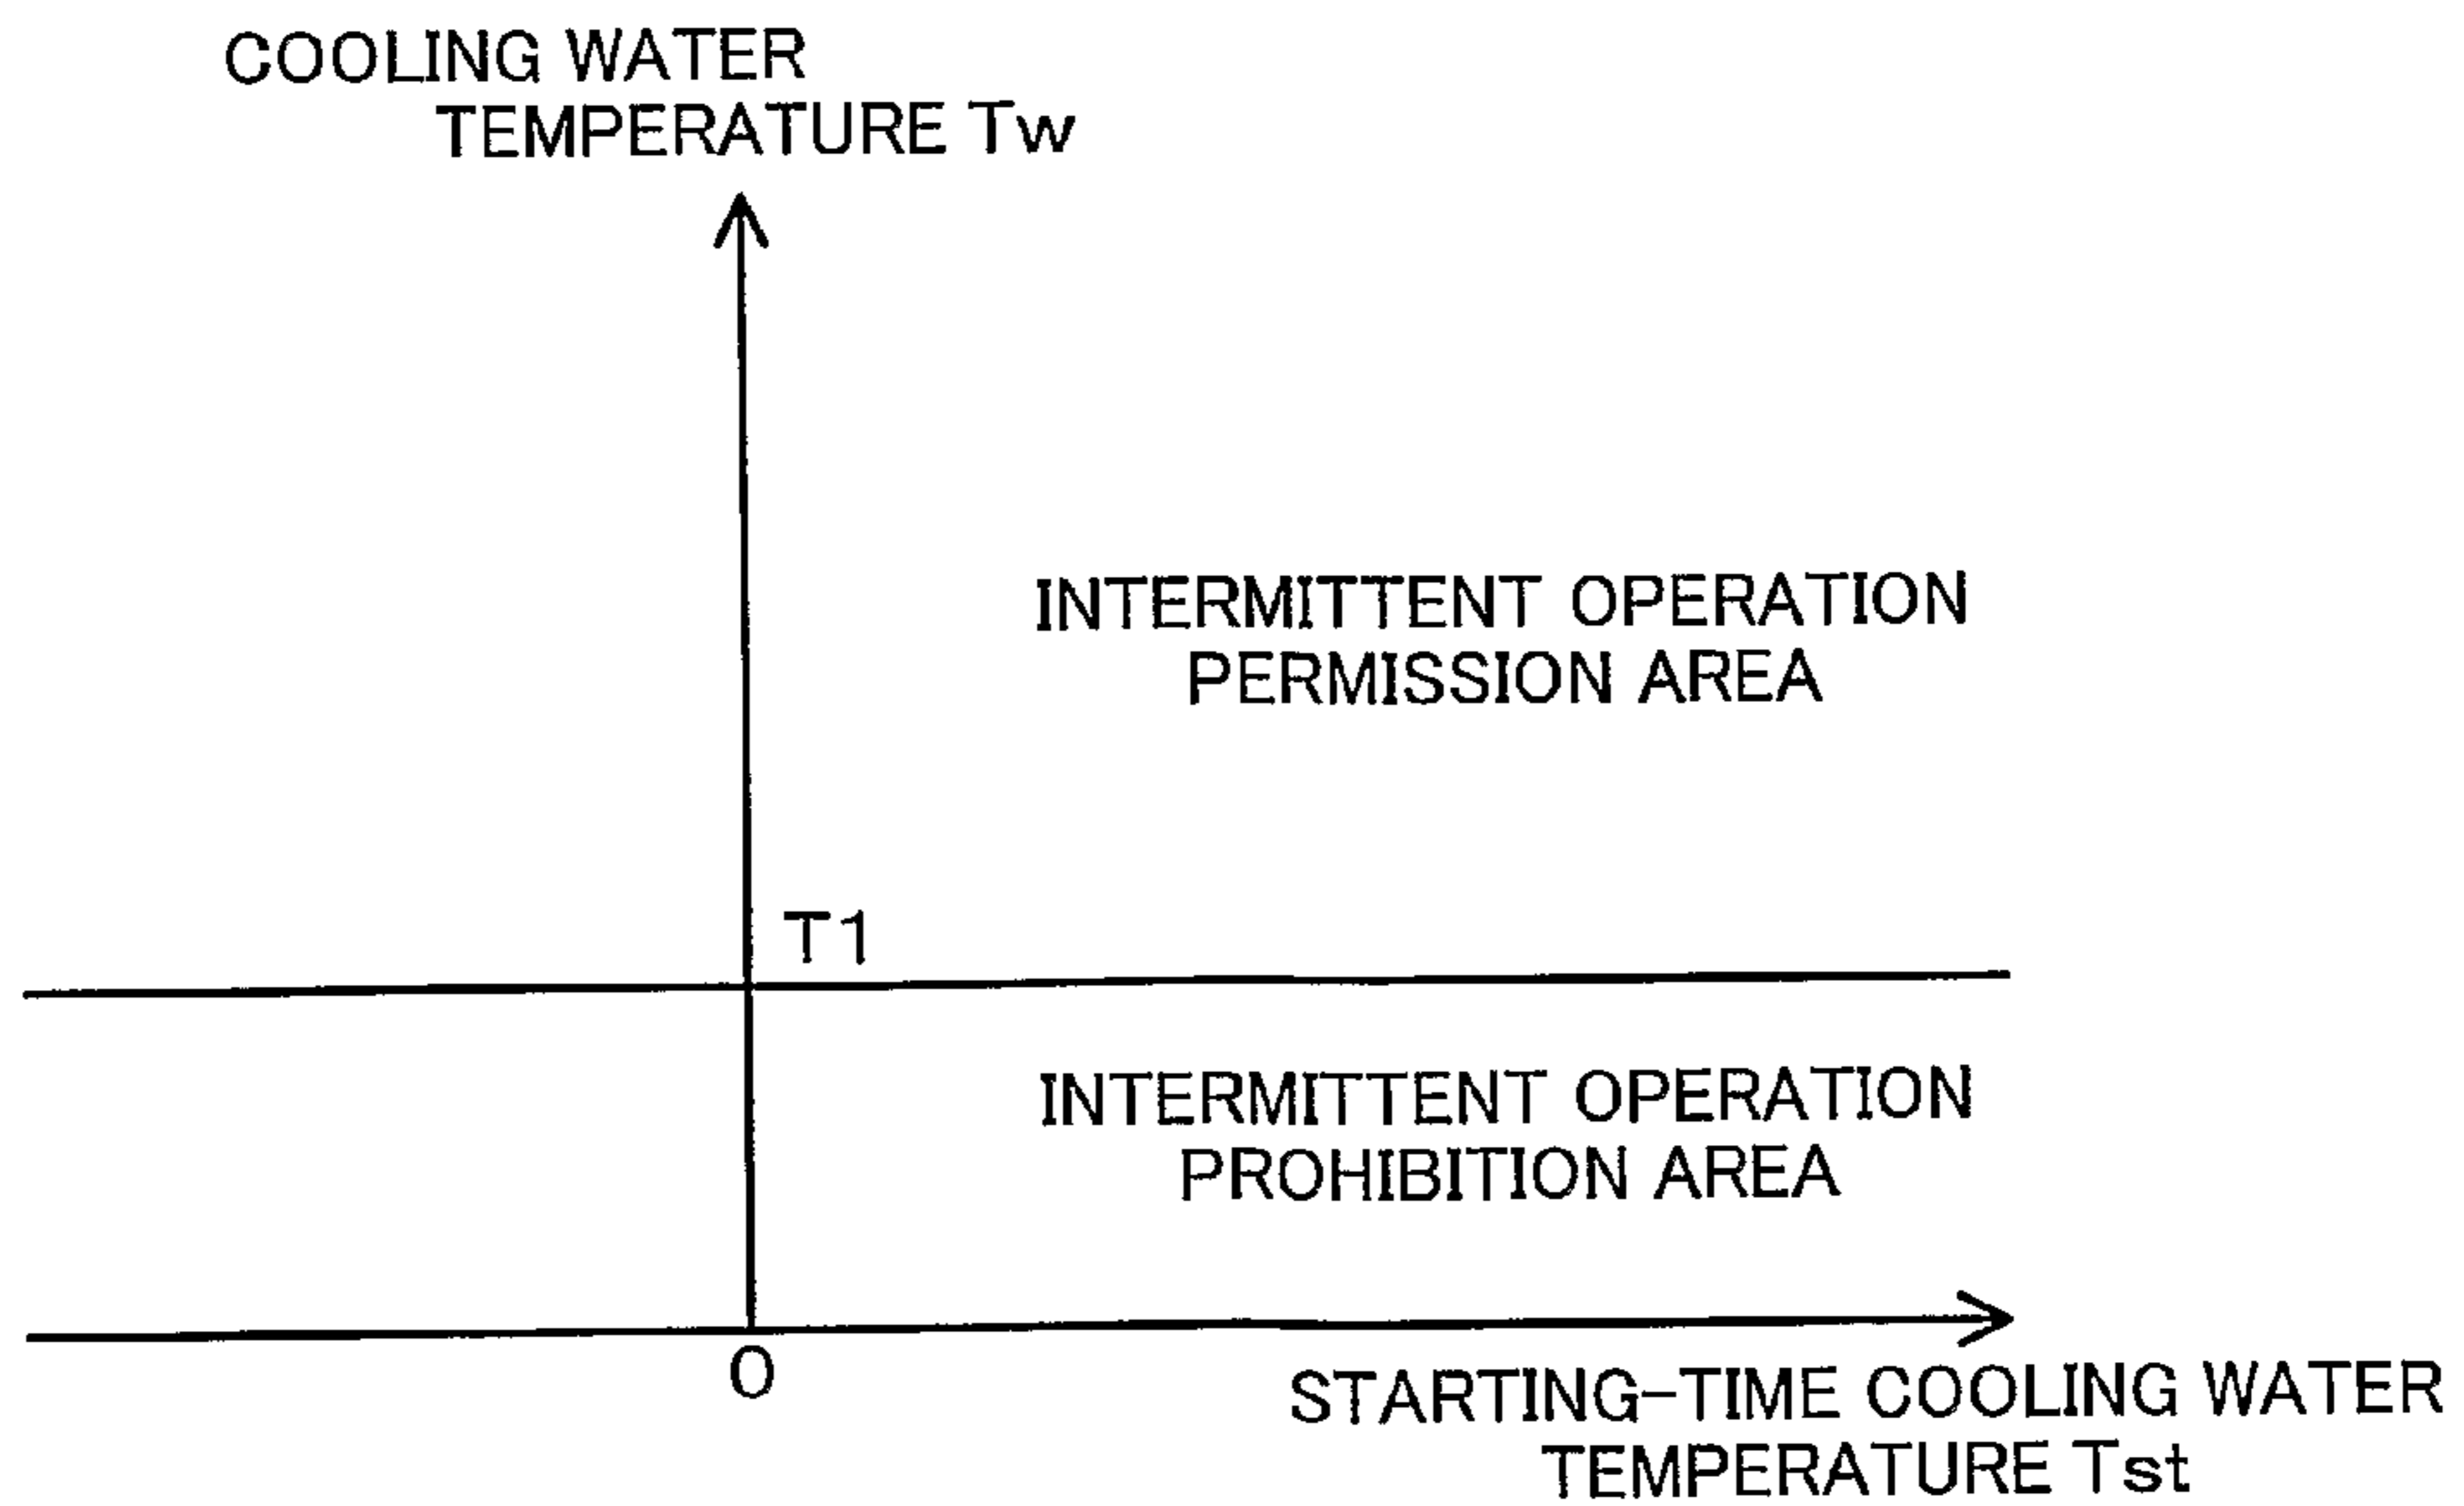 COOLING WATER
TEMPERATURE Tw
INTERMITTENT OPERATION
PERMISSION AREA
T1
INTERMITTENT OPERATION
PROHIBITION AREA
0
STARTING-TIME COOLING WATER
TEMPERATURE Tst